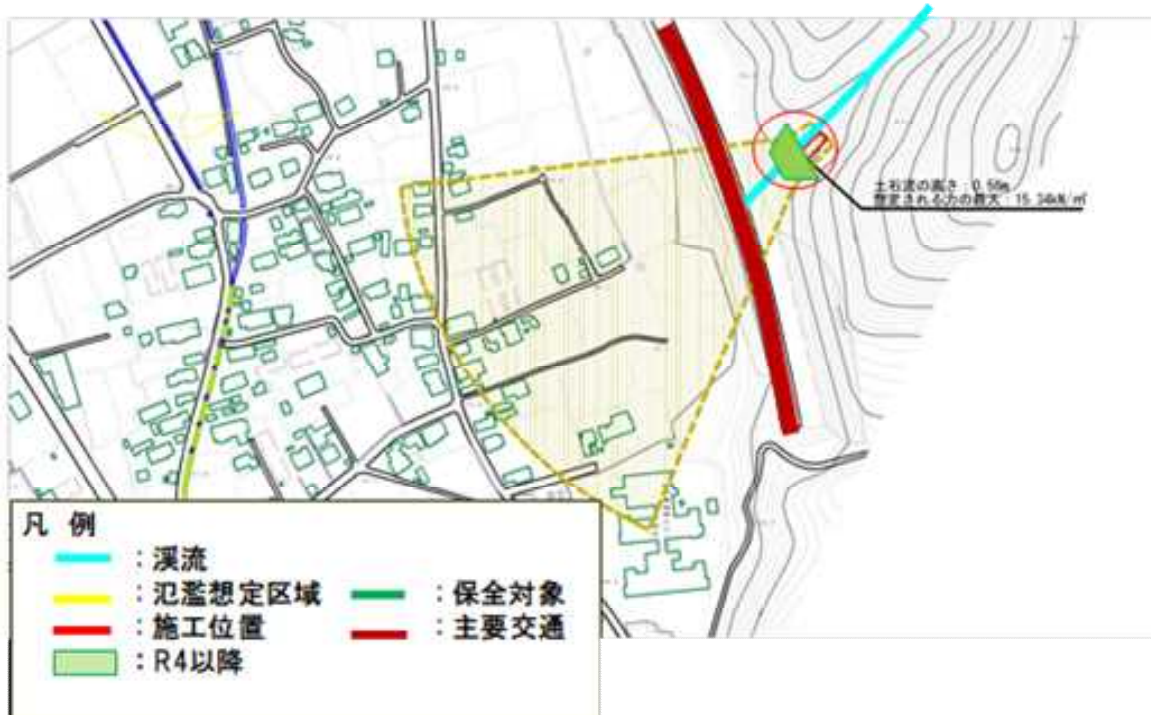 土石流の高さ：0.56m
想定される力の最大：15.34kN/㎡
凡 例
：渓流
：氾濫想定区域
：保全対象
：施工位置
：主要交通
：R4以降